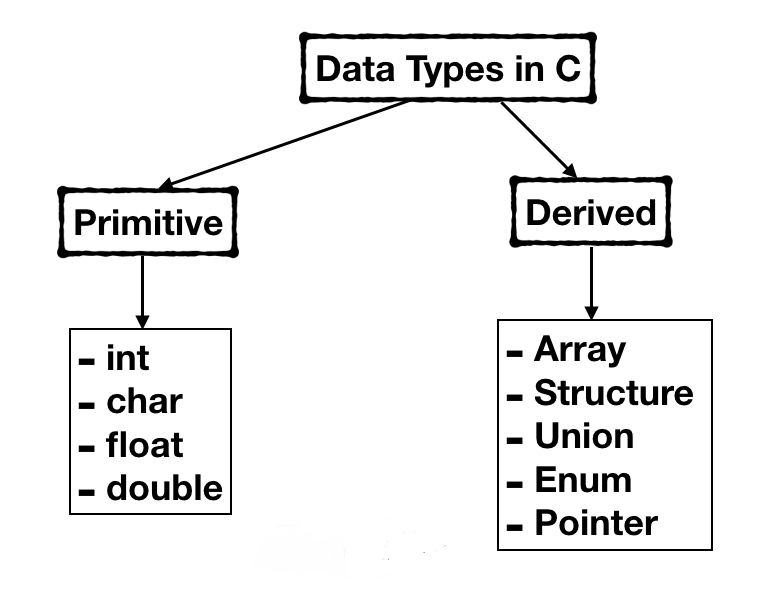 Data Types in C
Primitive
Derived
- int
- char
- float
- double
- Array
- Structure
- Union
- Enum
- Pointer